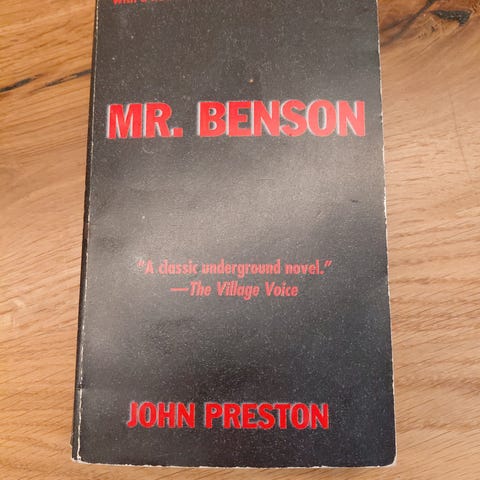 MR. BENSON
"A classic underground novel."
—The Village Voice
JOHN PRESTON